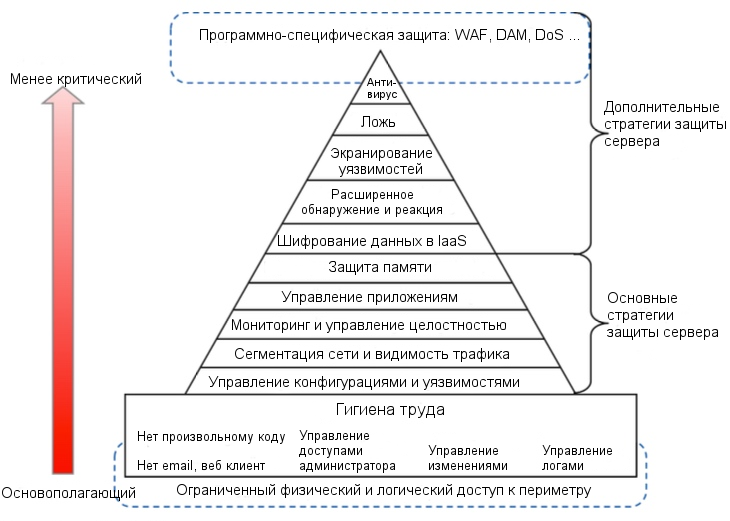 Программно-специфическая защита: WAF, DAM, DoS ...
Менее критический
Анти-
вирус
Ложь
Экранирование
уязвимостей
Расширенное
обнаружение и реакция
Шифрование данных в IaaS
Дополнительные
стратегии защиты
сервера
Защита памяти
Управление приложениям
Мониторинг и управление целостностью
Сегментация сети и видимость трафика
Управление конфигурациями и уязвимостями
Основные
стратегии
защиты сервера
Гигиена труда
Нет произвольному коду
Нет email, веб клиент
Управление
доступами
администратора
Управление
изменениями
Управление
логами
Основополагающий
Ограниченный физический и логический доступ к периметру